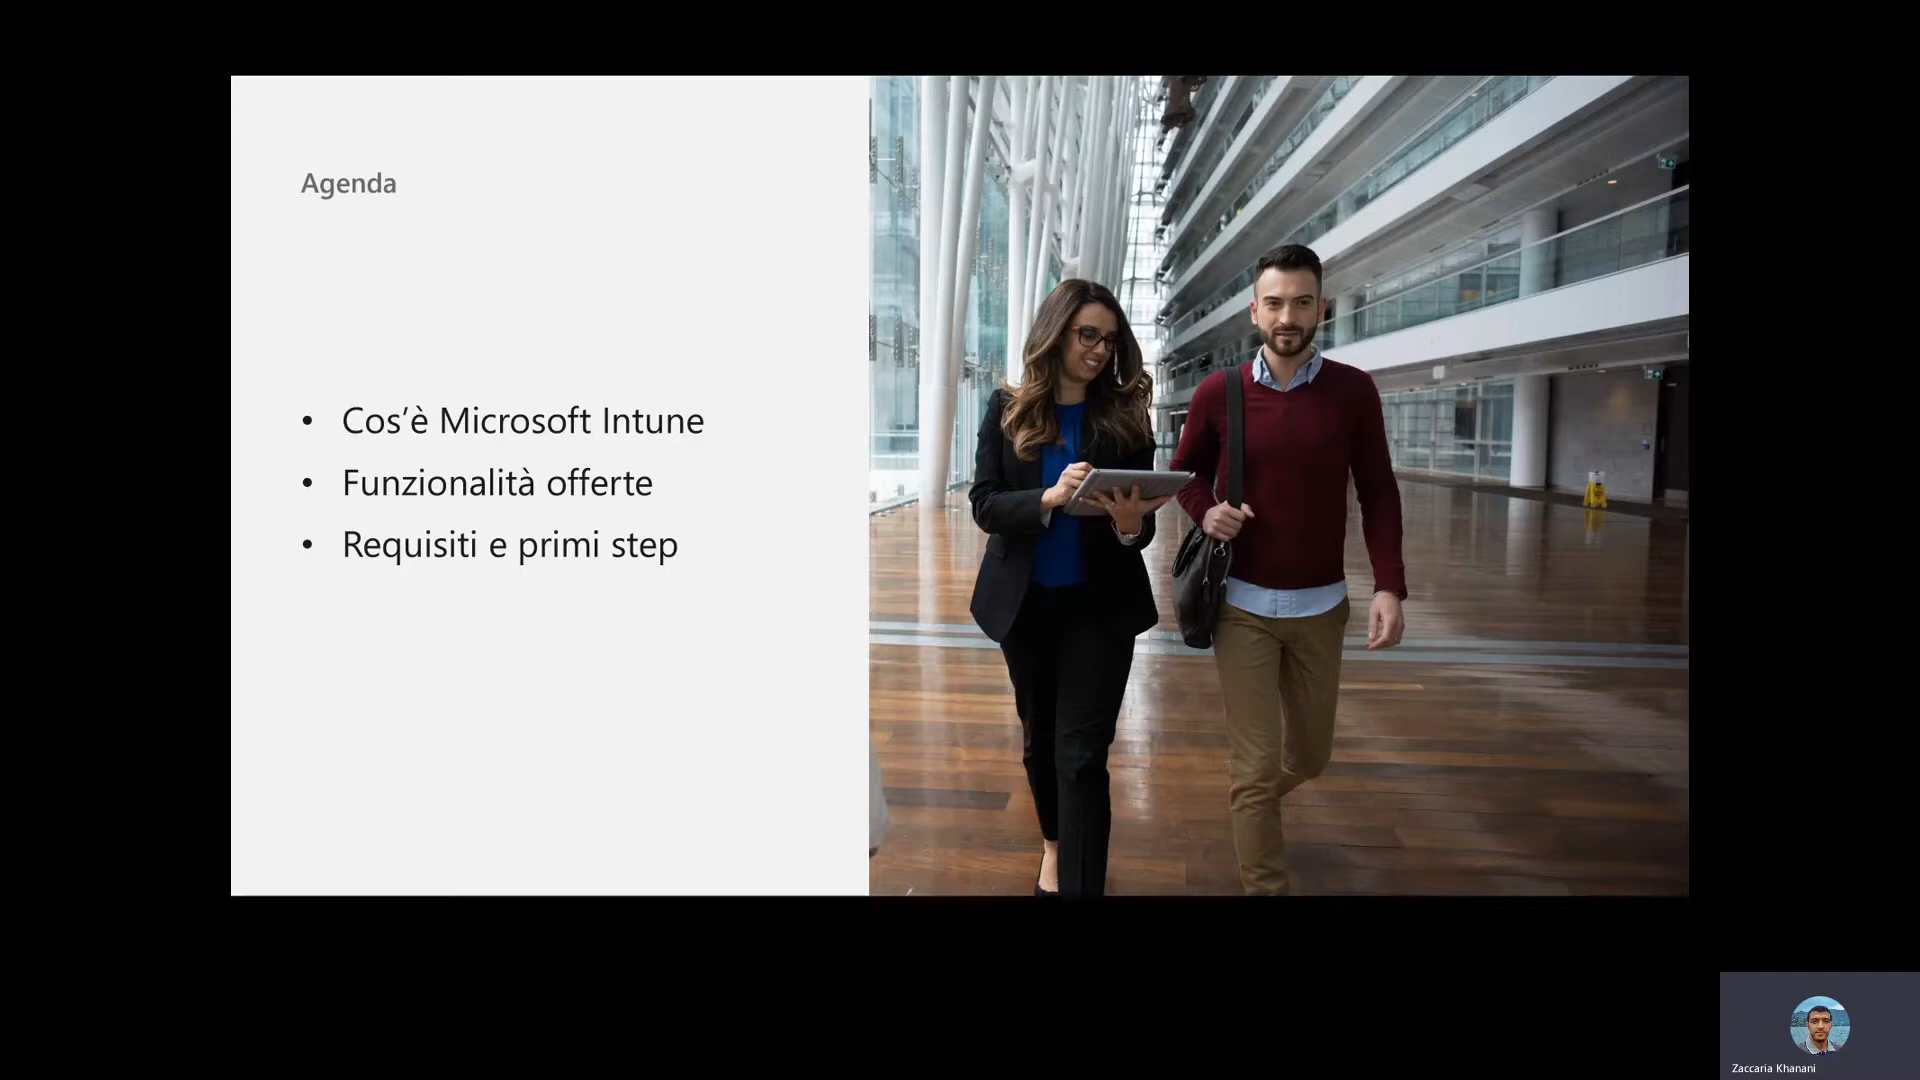 Agenda
• Cos’è Microsoft Intune
• Funzionalità offerte
• Requisiti e primi step
Zaccaria Khanani